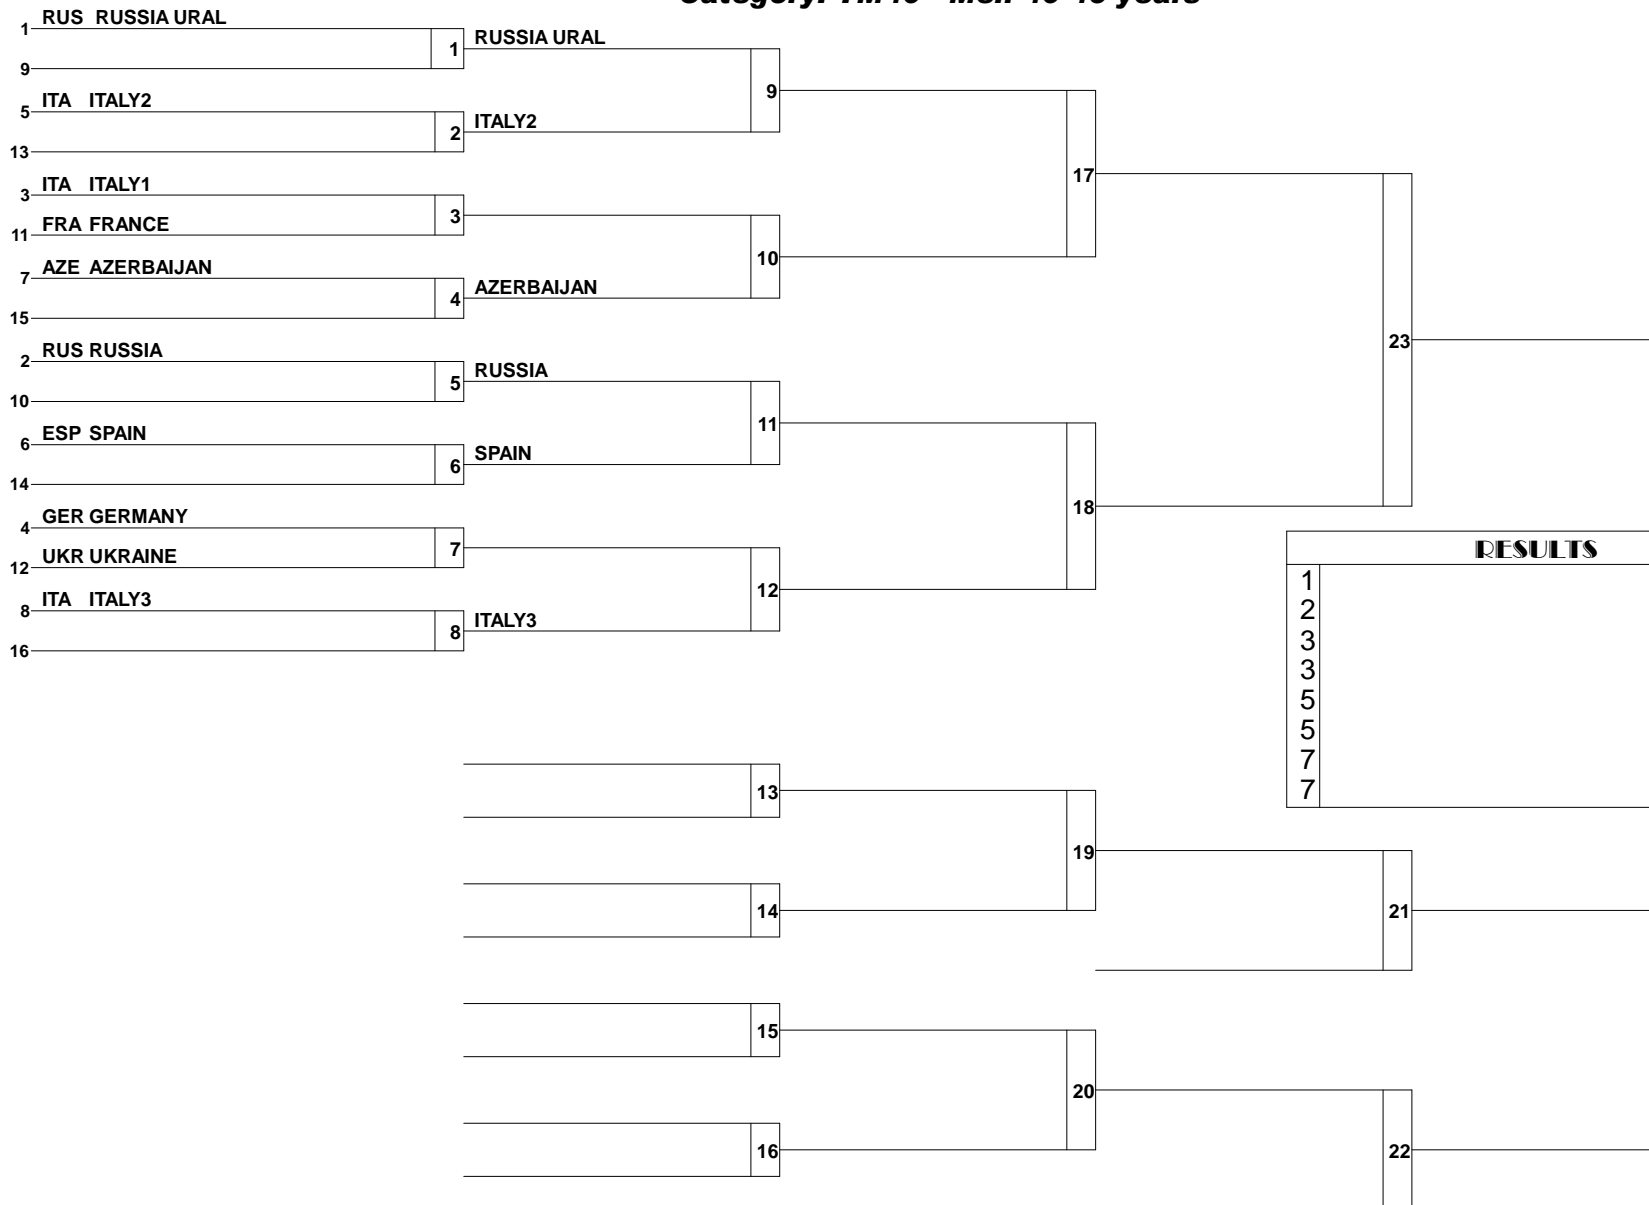 1 RUS RUSSIA URAL
1 RUSSIA URAL
9
9
5 ITA ITALY2
2 ITALY2
13
3 ITA ITALY1
3
17
11 FRA FRANCE
10
7 AZE AZERBAIJAN
4 AZERBAIJAN
15
2 RUS RUSSIA
23
5 RUSSIA
10
11
6 ESP SPAIN
6 SPAIN
14
18
4 GER GERMANY
7
RESULTS
12 UKR UKRAINE
12
8 ITA ITALY3
8 ITALY3
16
1
2
3
3
5
5
7
7
13
19
14
21
15
20
16
22